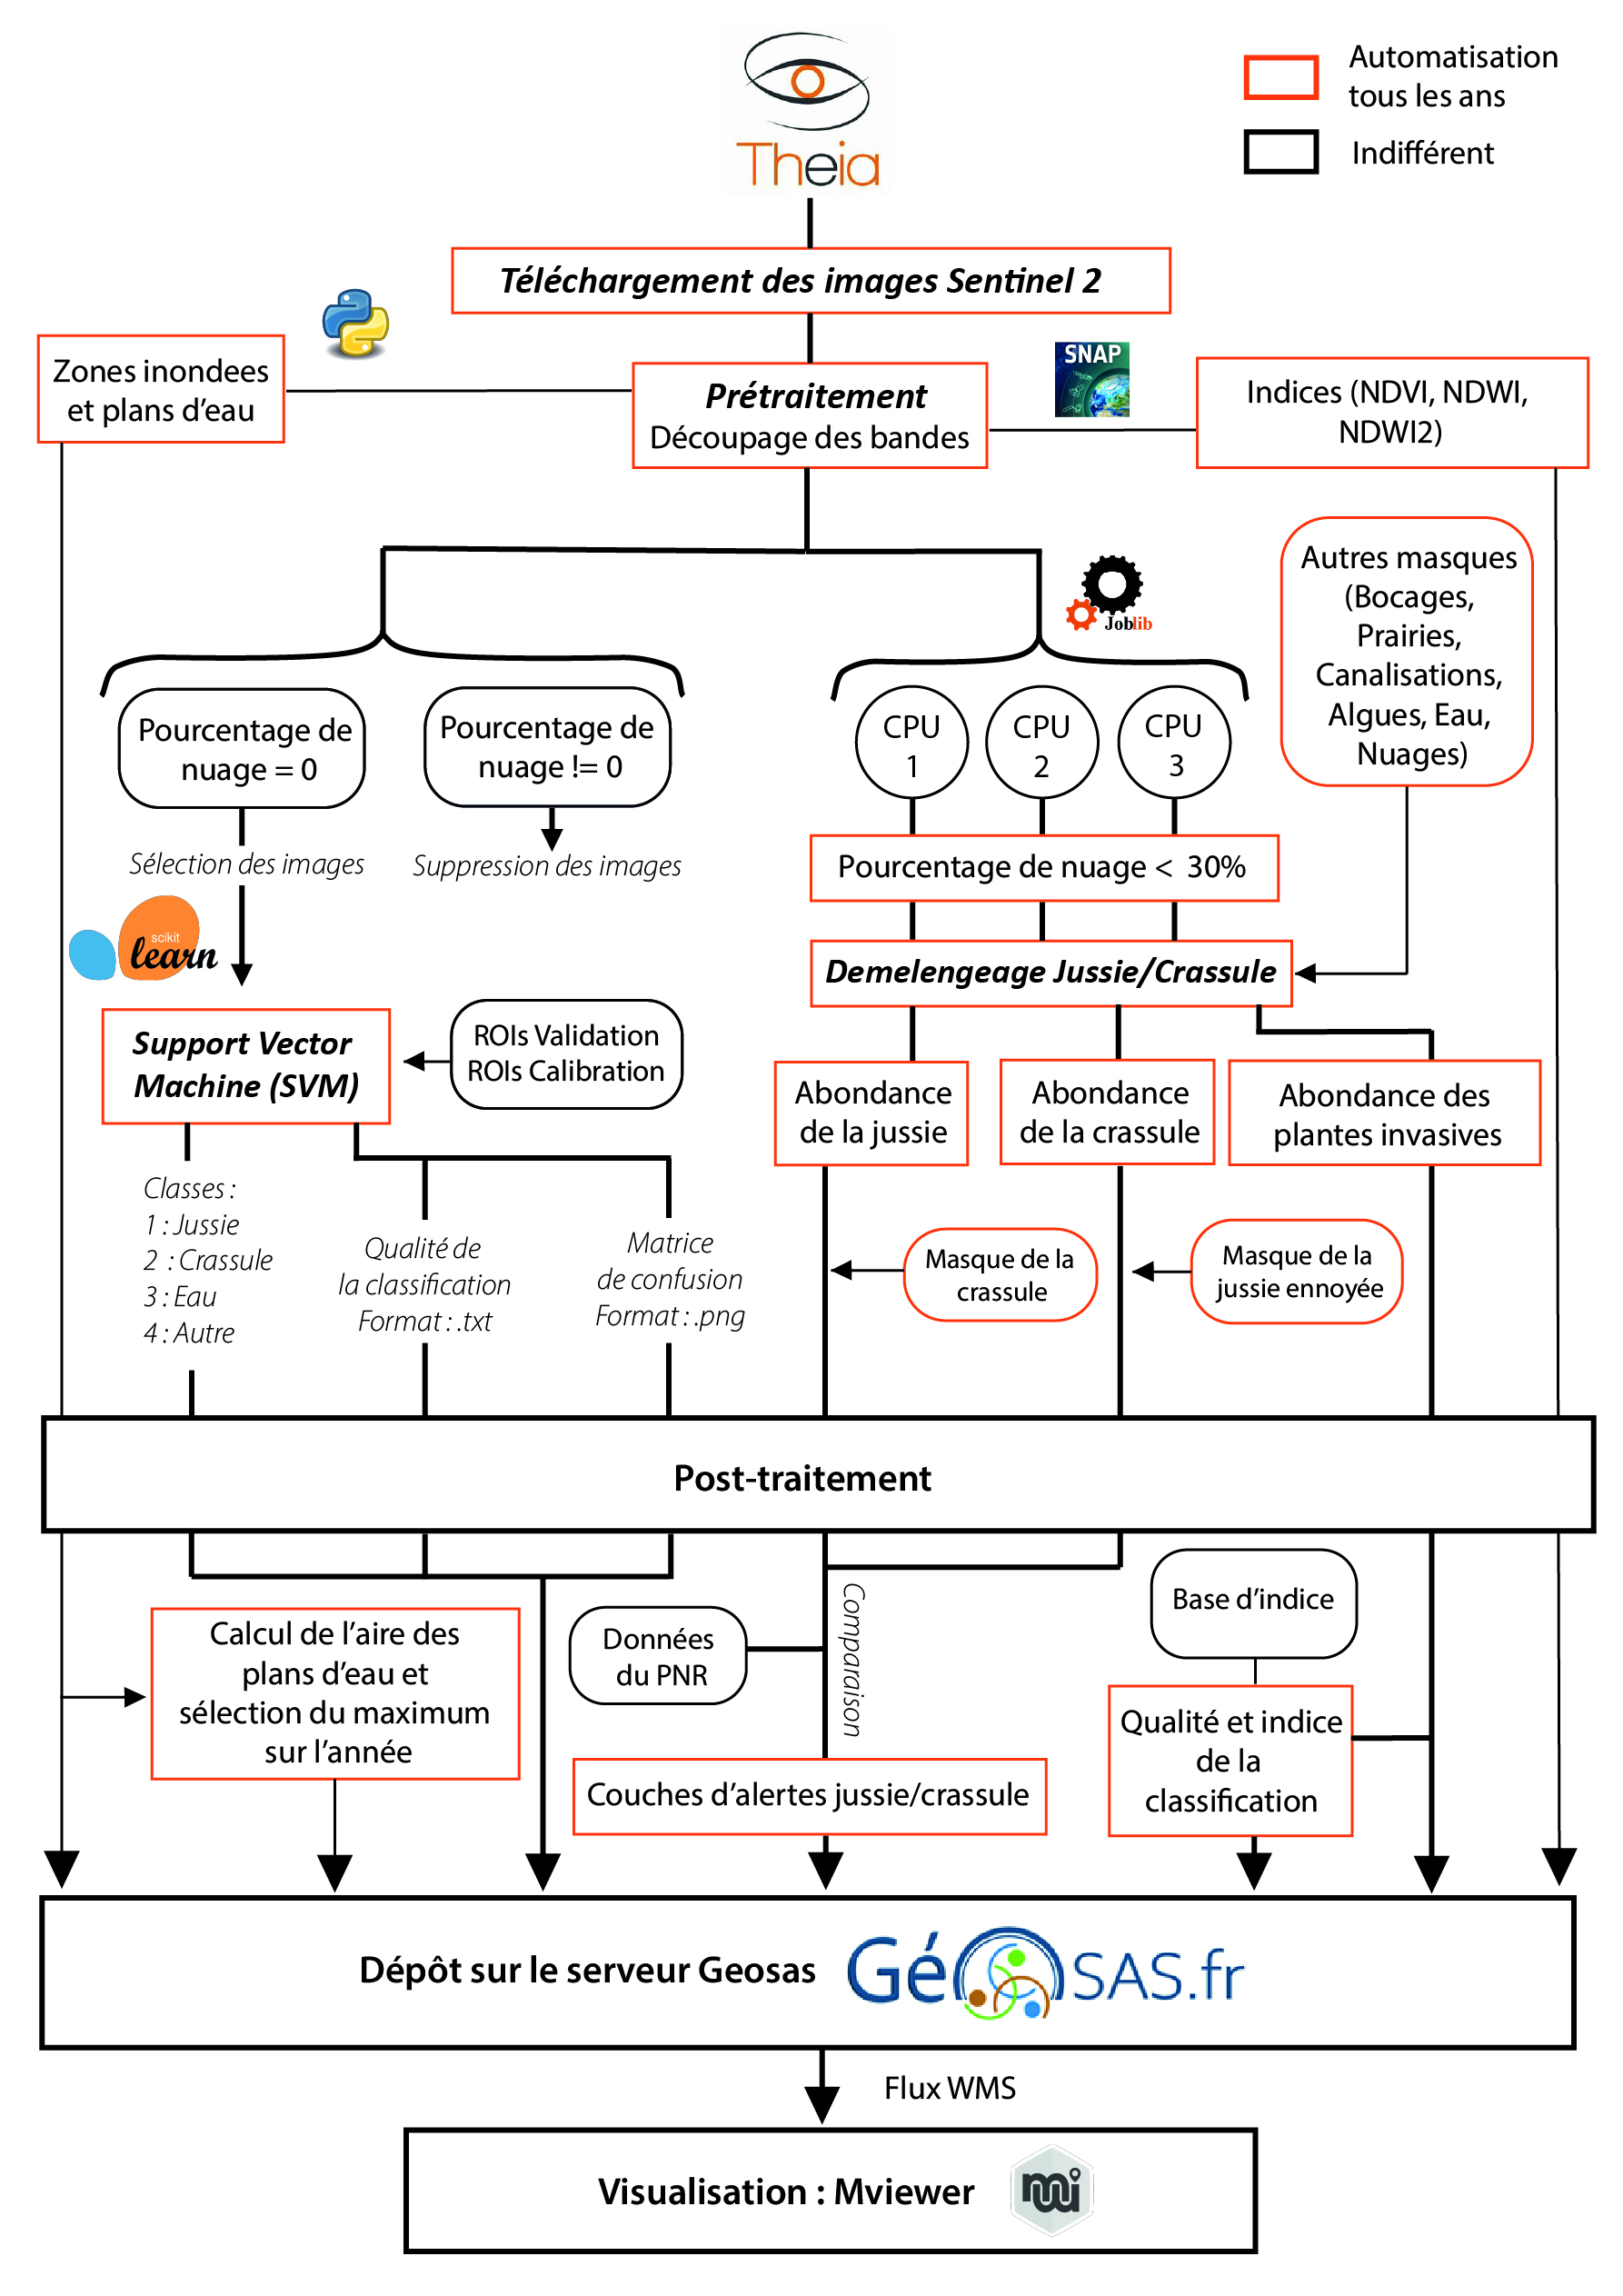 Theia
Automatisation
tous les ans
Indifférent
Téléchargement des images Sentinel 2
Zones inondees
et plans d'eau
Prétraitement
Découpage des bandes
SNAP
Indices (NDVI, NDWI,
NDWI2)
Autres masques
(Bocages,
Prairies,
Canalisations,
Algues, Eau,
Nuages)
Joblib
Pourcentage de
nuage = 0
Pourcentage de
nuage != 0
CPU
1
CPU
2
CPU
3
Sélection des images
Suppression des images
Pourcentage de nuage < 30%
scikit
learn
Demelengeage Jussie/Crassule
Support Vector
Machine (SVM)
ROIs Validation
ROIs Calibration
Abondance
de la jussie
Abondance
de la crassule
Abondance des
plantes invasives
Classes :
1 : Jussie
2 : Crassule
3 : Eau
4 : Autre
Qualité de
la classification
Format : .txt
Matrice
de confusion
Format : .png
Masque de la
crassule
Masque de la
jussie ennoyée
Post-traitement
Calcul de l'aire des
plans d'eau et
sélection du maximum
sur l'année
Données
du PNR
Comparaison
Base d'indice
Couches d'alertes jussie/crassule
Qualité et indice
de la
classification
Dépôt sur le serveur Geosas
GéoSAS.fr
Flux WMS
Visualisation : Mviewer